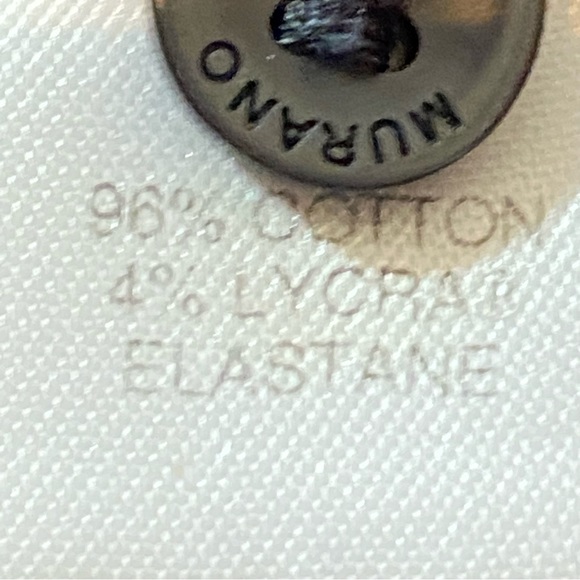 MURANO
96% COTTON
4% LYCRA®
ELASTANE